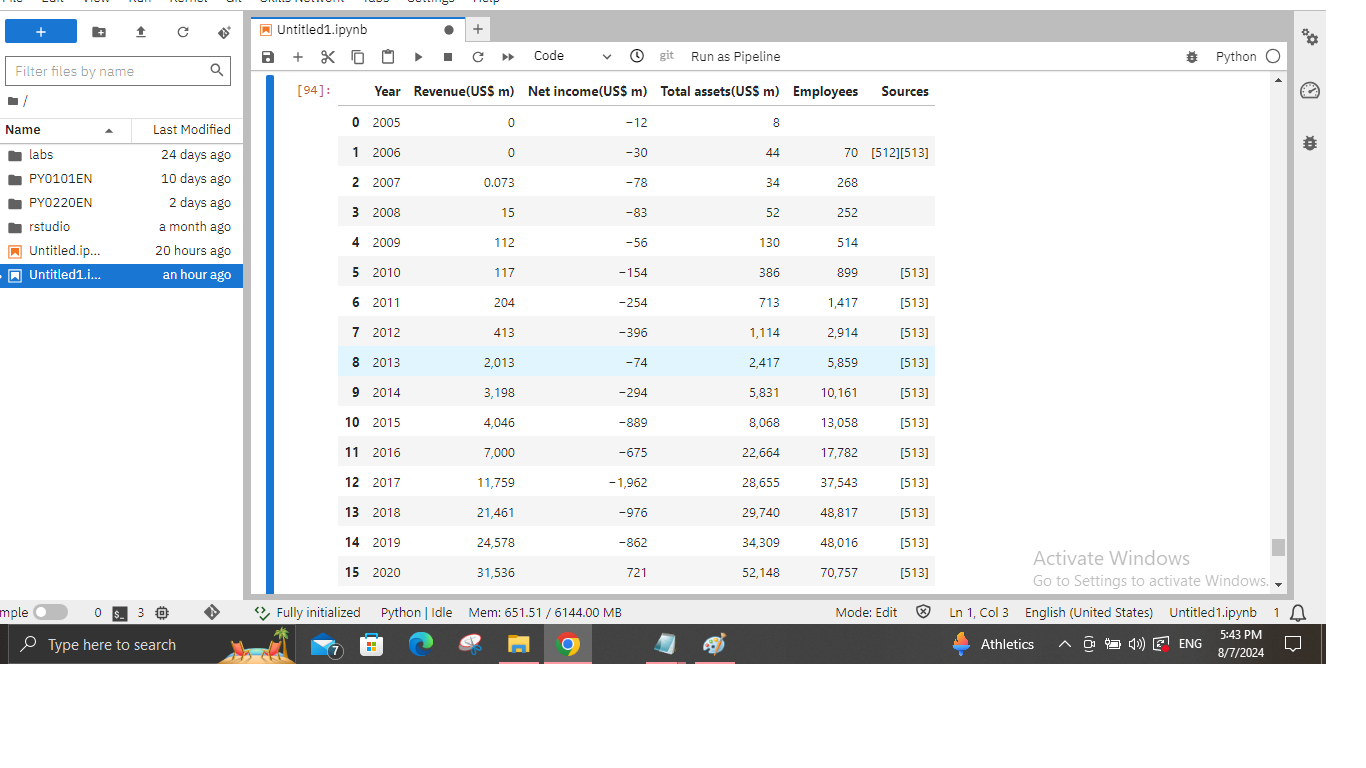 File Edit View Run Kernel Git Skills Network Tabs Settings Help
Untitled1.ipynb
Filter files by name
/
Name Last Modified
labs 24 days ago
PY0101EN 10 days ago
PY0220EN 2 days ago
rstudio a month ago
Untitled.ip... 20 hours ago
Untitled1.i... an hour ago
Code git Run as Pipeline Python
[94]: Year Revenue(US$ m) Net income(US$ m) Total assets(US$ m) Employees Sources
0 2005 0 −12 8
1 2006 0 −30 44 70 [512][513]
2 2007 0.073 −78 34 268
3 2008 15 −83 52 252
4 2009 112 −56 130 514
5 2010 117 −154 386 899 [513]
6 2011 204 −254 713 1,417 [513]
7 2012 413 −396 1,114 2,914 [513]
8 2013 2,013 −74 2,417 5,859 [513]
9 2014 3,198 −294 5,831 10,161 [513]
10 2015 4,046 −889 8,068 13,058 [513]
11 2016 7,000 −675 22,664 17,782 [513]
12 2017 11,759 −1,962 28,655 37,543 [513]
13 2018 21,461 −976 29,740 48,817 [513]
14 2019 24,578 −862 34,309 48,016 [513]
15 2020 31,536 721 52,148 70,757 [513]
Activate Windows
Go to Settings to activate Windows.
mple 0 3 Fully initialized Python | Idle Mem: 651.51 / 6144.00 MB Mode: Edit Ln 1, Col 3 English (United States) Untitled1.ipynb 1
Type here to search 7 Athletics ENG 5:43 PM
8/7/2024